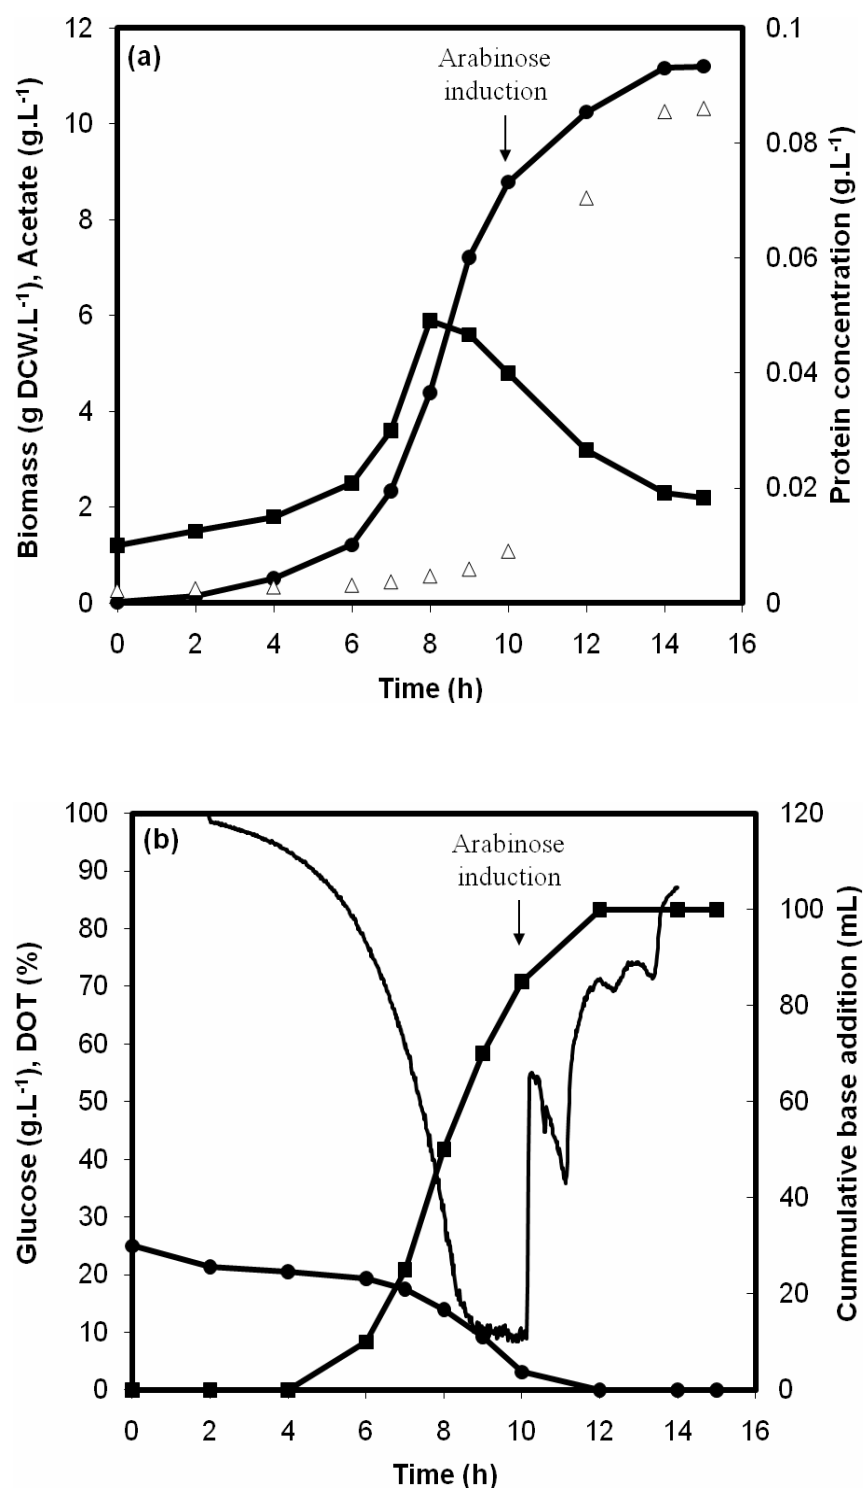 (a)
Arabinose
induction
Biomass (g DCW.L⁻¹), Acetate (g.L⁻¹)
12
10
8
6
4
2
0
Protein concentration (g.L⁻¹)
0.1
0.08
0.06
0.04
0.02
0
0 2 4 6 8 10 12 14 16
Time (h)
(b)
Arabinose
induction
Glucose (g.L⁻¹), DOT (%)
100
90
80
70
60
50
40
30
20
10
0
Cummulative base addition (mL)
120
100
80
60
40
20
0
0 2 4 6 8 10 12 14 16
Time (h)